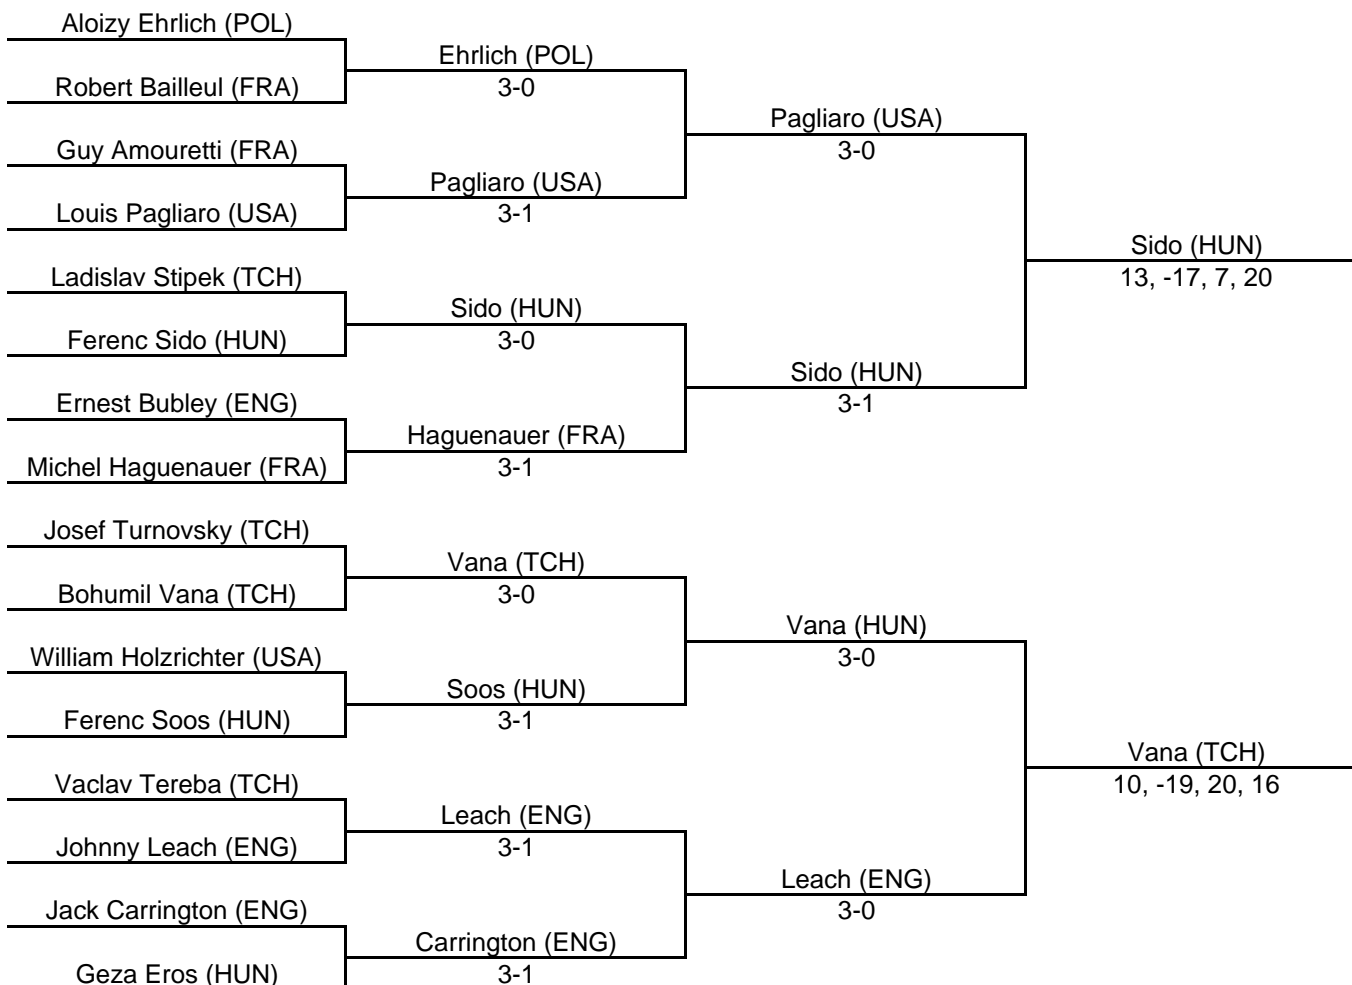 Aloizy Ehrlich (POL)
Ehrlich (POL)
Robert Bailleul (FRA)
3-0
Pagliaro (USA)
Guy Amouretti (FRA)
3-0
Pagliaro (USA)
Louis Pagliaro (USA)
3-1
Sido (HUN)
Ladislav Stipek (TCH)
13, -17, 7, 20
Sido (HUN)
Ferenc Sido (HUN)
3-0
Sido (HUN)
Ernest Bubley (ENG)
3-1
Haguenauer (FRA)
Michel Haguenauer (FRA)
3-1
Josef Turnovsky (TCH)
Vana (TCH)
Bohumil Vana (TCH)
3-0
Vana (HUN)
William Holzrichter (USA)
3-0
Soos (HUN)
Ferenc Soos (HUN)
3-1
Vana (TCH)
Vaclav Tereba (TCH)
10, -19, 20, 16
Leach (ENG)
Johnny Leach (ENG)
3-1
Leach (ENG)
Jack Carrington (ENG)
3-0
Carrington (ENG)
Geza Eros (HUN)
3-1